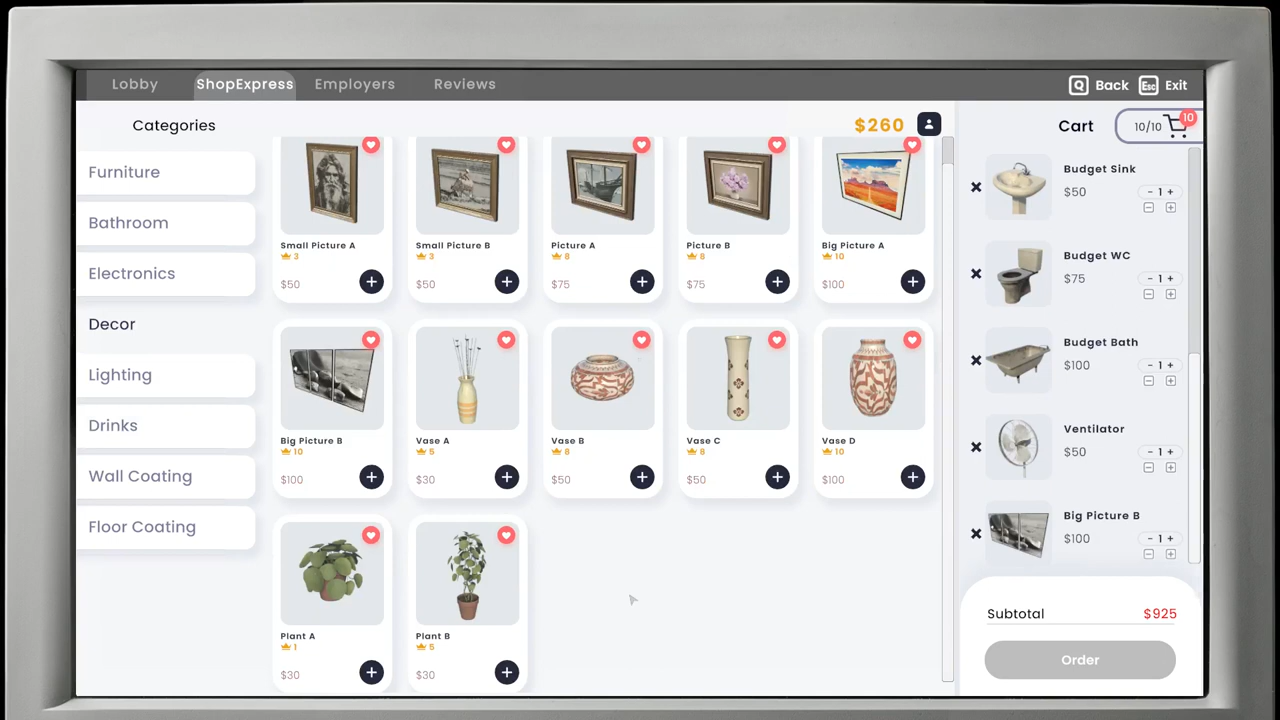 Lobby
ShopExpress
Employers
Reviews
Q Back
Esc Exit
Categories
$260
Furniture
Bathroom
Electronics
Decor
Lighting
Drinks
Wall Coating
Floor Coating
Small Picture A
3
$50
Small Picture B
3
$50
Picture A
8
$75
Picture B
8
$75
Big Picture A
10
$100
Big Picture B
10
$100
Vase A
5
$30
Vase B
8
$50
Vase C
8
$50
Vase D
10
$100
Plant A
1
$30
Plant B
5
$30
Cart
10/10
10
Budget Sink
$50
- 1 +
Budget WC
$75
- 1 +
Budget Bath
$100
- 1 +
Ventilator
$50
- 1 +
Big Picture B
$100
- 1 +
Subtotal
$925
Order